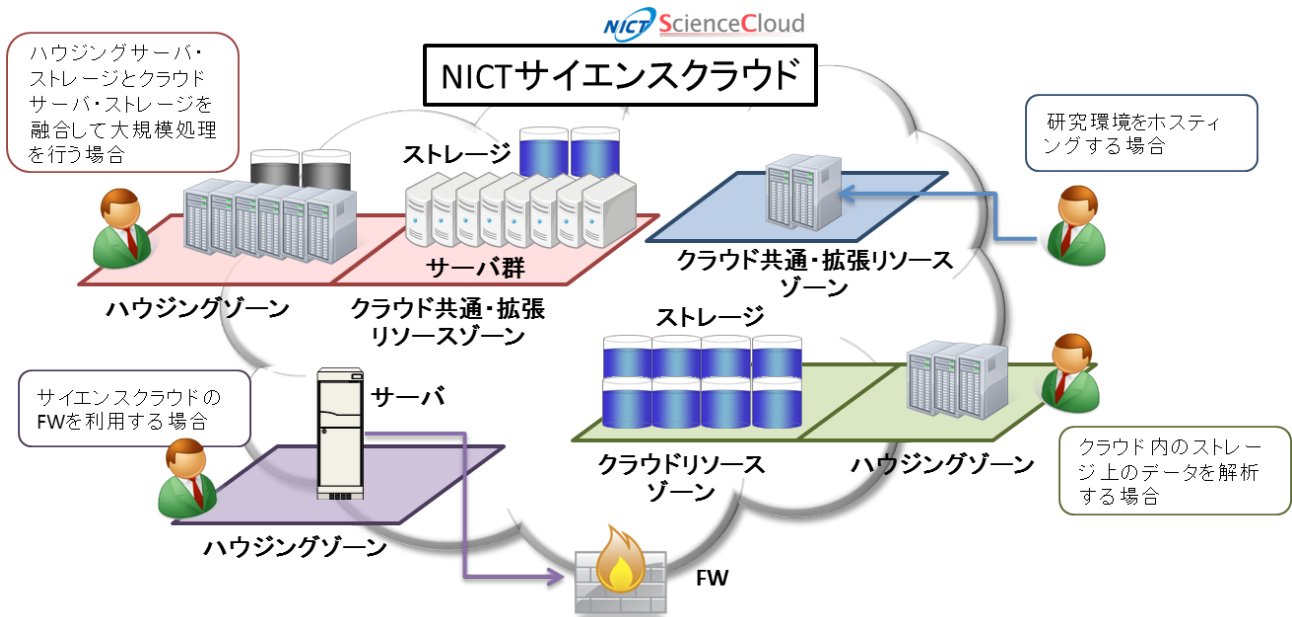 NICT ScienceCloud
NICTサイエンスクラウド
ハウジングサーバ・
ストレージとクラウド
サーバ・ストレージを
融合して大規模処理
を行う場合
ストレージ
サーバ群
ハウジングゾーン
クラウド共通・拡張
リソースゾーン
研究環境をホスティ
ングする場合
クラウド共通・拡張リソース
ゾーン
サイエンスクラウドの
FWを利用する場合
サーバ
ハウジングゾーン
ストレージ
クラウドリソース
ゾーン
ハウジングゾーン
クラウド内のストレー
ジ上のデータを解析
する場合
FW